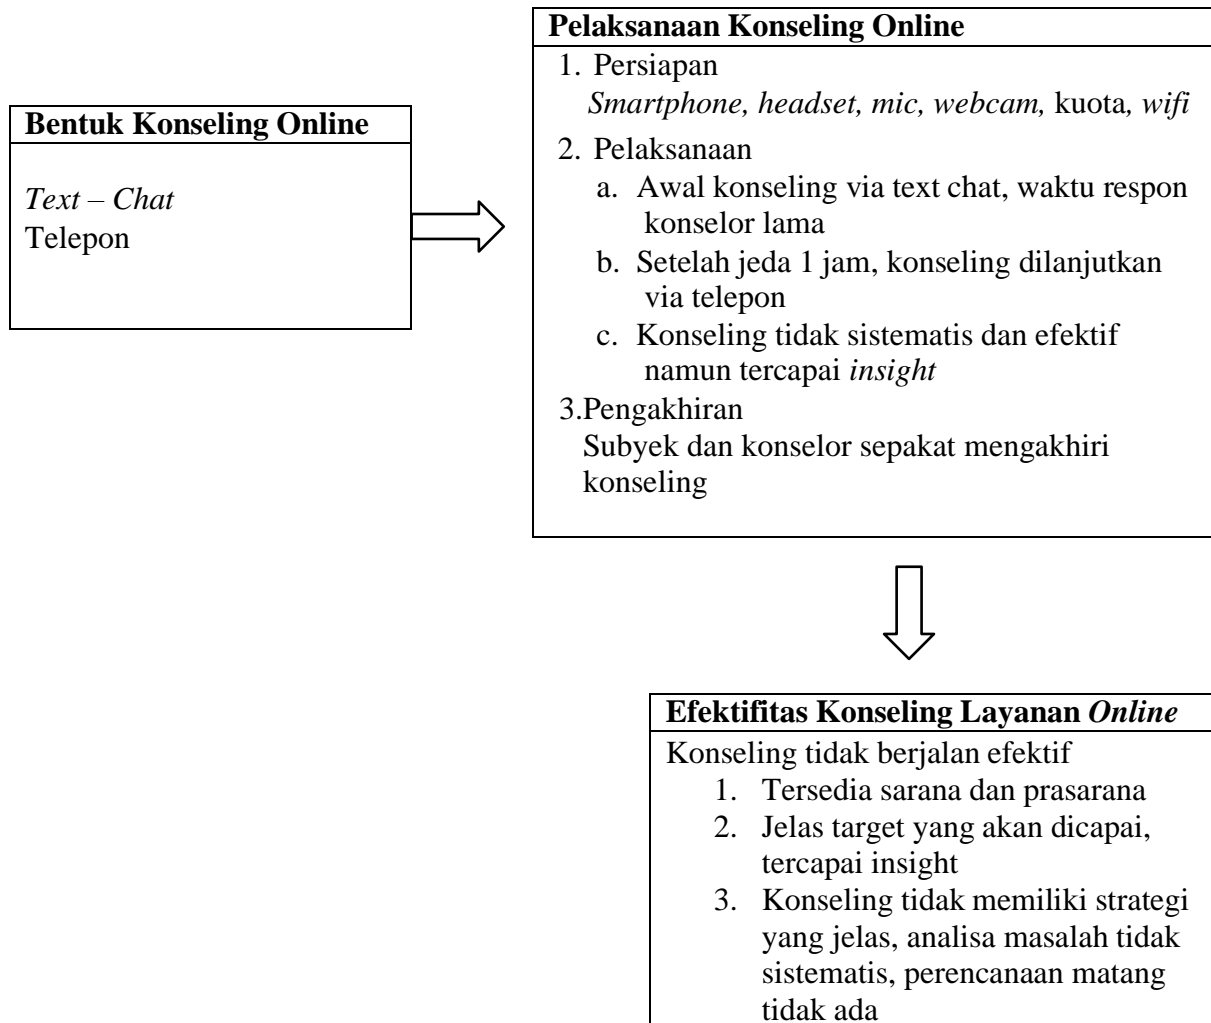 Bentuk Konseling Online
Text – Chat
Telepon
Pelaksanaan Konseling Online
1. Persiapan
Smartphone, headset, mic, webcam, kuota, wifi
2. Pelaksanaan
a. Awal konseling via text chat, waktu respon
konselor lama
b. Setelah jeda 1 jam, konseling dilanjutkan
via telepon
c. Konseling tidak sistematis dan efektif
namun tercapai insight
3.Pengakhiran
Subyek dan konselor sepakat mengakhiri
konseling
Efektifitas Konseling Layanan Online
Konseling tidak berjalan efektif
1. Tersedia sarana dan prasarana
2. Jelas target yang akan dicapai,
tercapai insight
3. Konseling tidak memiliki strategi
yang jelas, analisa masalah tidak
sistematis, perencanaan matang
tidak ada